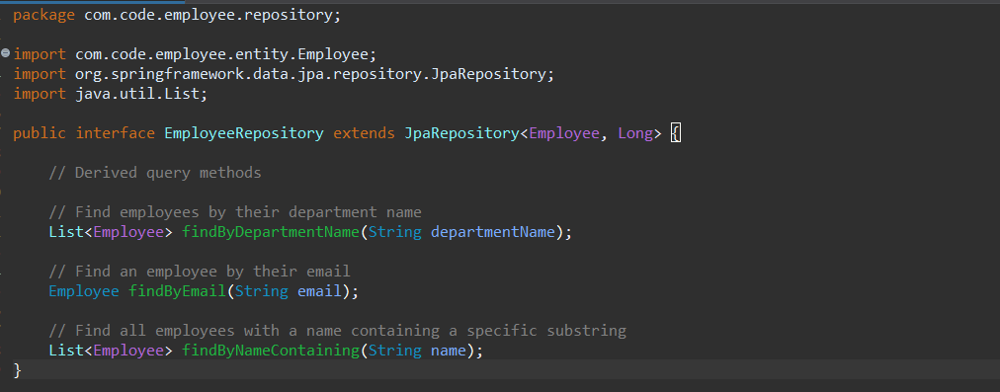 package com.code.employee.repository;
import com.code.employee.entity.Employee;
import org.springframework.data.jpa.repository.JpaRepository;
import java.util.List;
public interface EmployeeRepository extends JpaRepository<Employee, Long> {
// Derived query methods
// Find employees by their department name
List<Employee> findByDepartmentName(String departmentName);
// Find an employee by their email
Employee findByEmail(String email);
// Find all employees with a name containing a specific substring
List<Employee> findByNameContaining(String name);
}